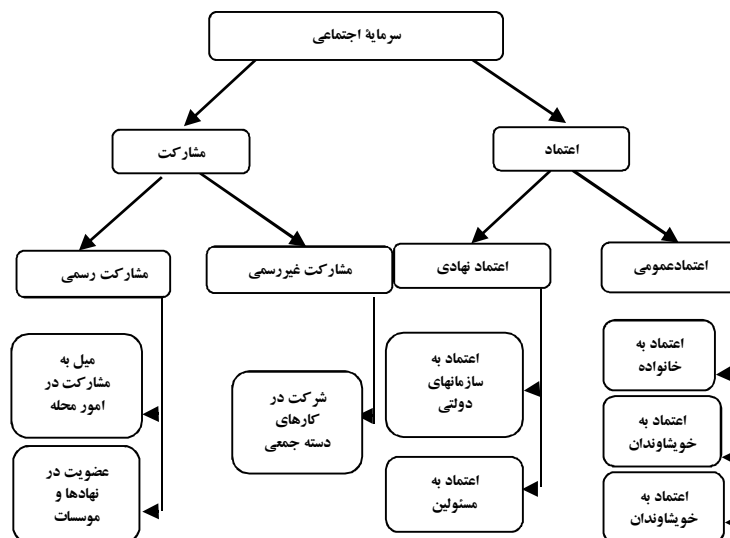 سرمایۀ اجتماعی
اعتماد
مشارکت
اعتمادعمومی
اعتماد نهادی
مشارکت غیررسمی
مشارکت رسمی
اعتماد به
خانواده
اعتماد به
خویشاوندان
اعتماد به
خویشاوندان
اعتماد به
سازمانهای
دولتی
اعتماد به
مسئولین
شرکت در
کارهای
دسته جمعی
میل به
مشارکت در
امور محله
عضویت در
نهادها و
موسسات